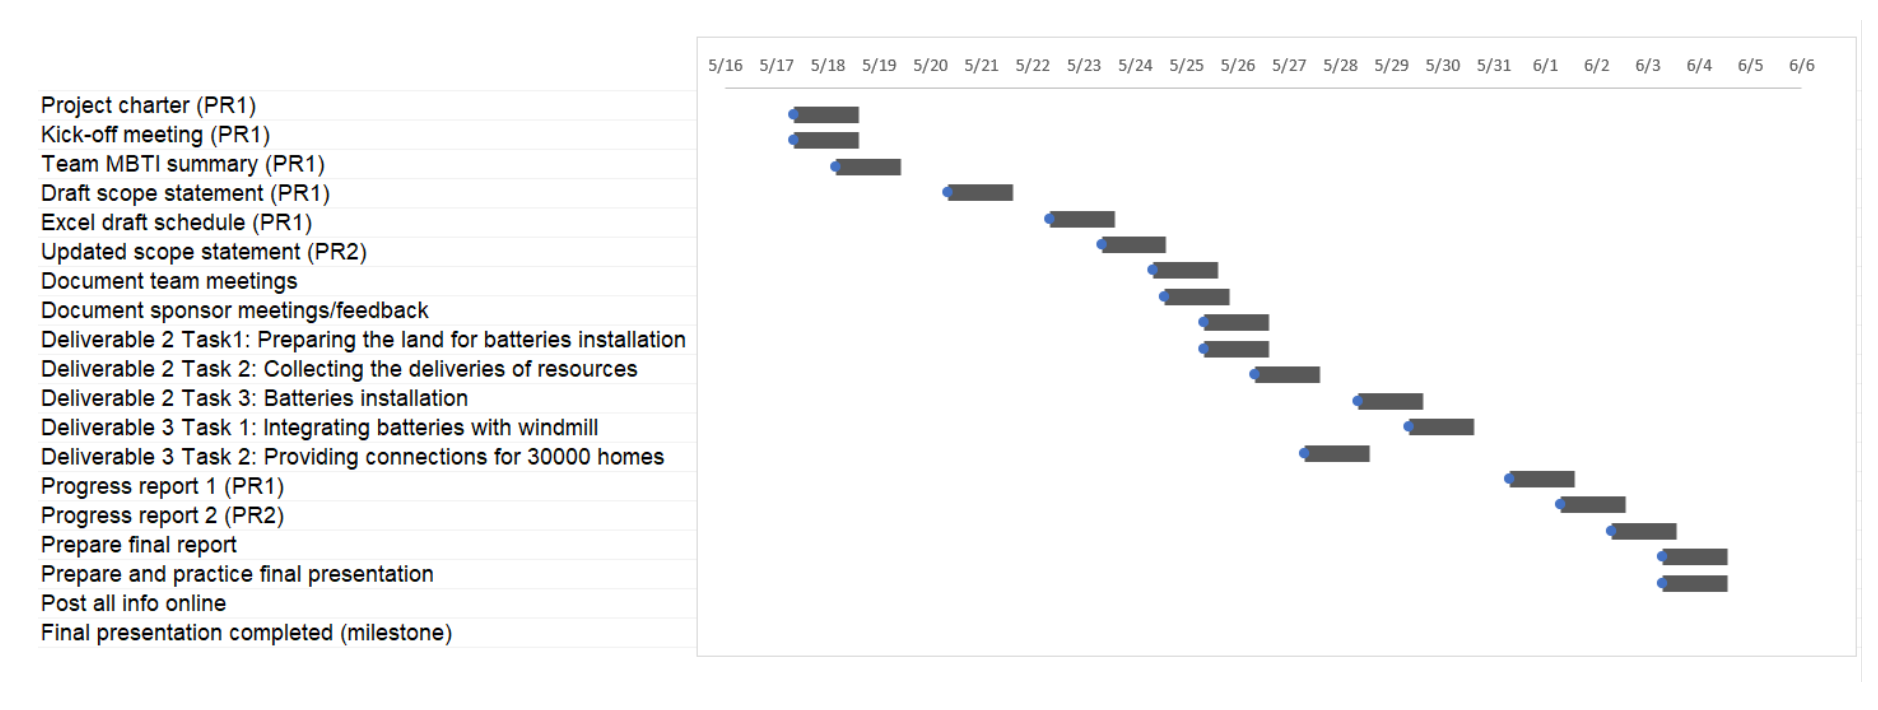 5/16 5/17 5/18 5/19 5/20 5/21 5/22 5/23 5/24 5/25 5/26 5/27 5/28 5/29 5/30 5/31 6/1 6/2 6/3 6/4 6/5 6/6
Project charter (PR1)
Kick-off meeting (PR1)
Team MBTI summary (PR1)
Draft scope statement (PR1)
Excel draft schedule (PR1)
Updated scope statement (PR2)
Document team meetings
Document sponsor meetings/feedback
Deliverable 2 Task1: Preparing the land for batteries installation
Deliverable 2 Task 2: Collecting the deliveries of resources
Deliverable 2 Task 3: Batteries installation
Deliverable 3 Task 1: Integrating batteries with windmill
Deliverable 3 Task 2: Providing connections for 30000 homes
Progress report 1 (PR1)
Progress report 2 (PR2)
Prepare final report
Prepare and practice final presentation
Post all info online
Final presentation completed (milestone)